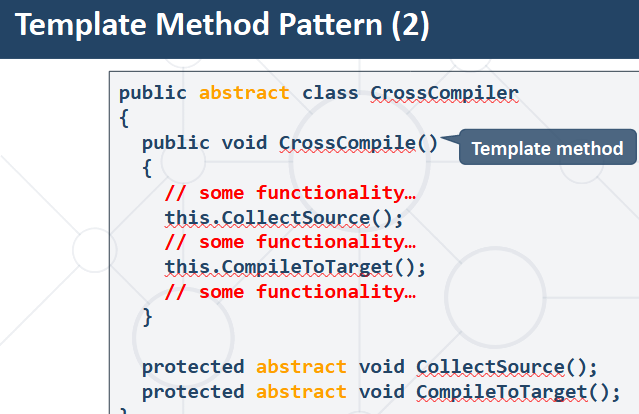 Template Method Pattern (2)
public abstract class CrossCompiler
{
public void CrossCompile()
Template method
{
// some functionality…
this.CollectSource();
// some functionality…
this.CompileToTarget();
// some functionality…
}
protected abstract void CollectSource();
protected abstract void CompileToTarget();
}